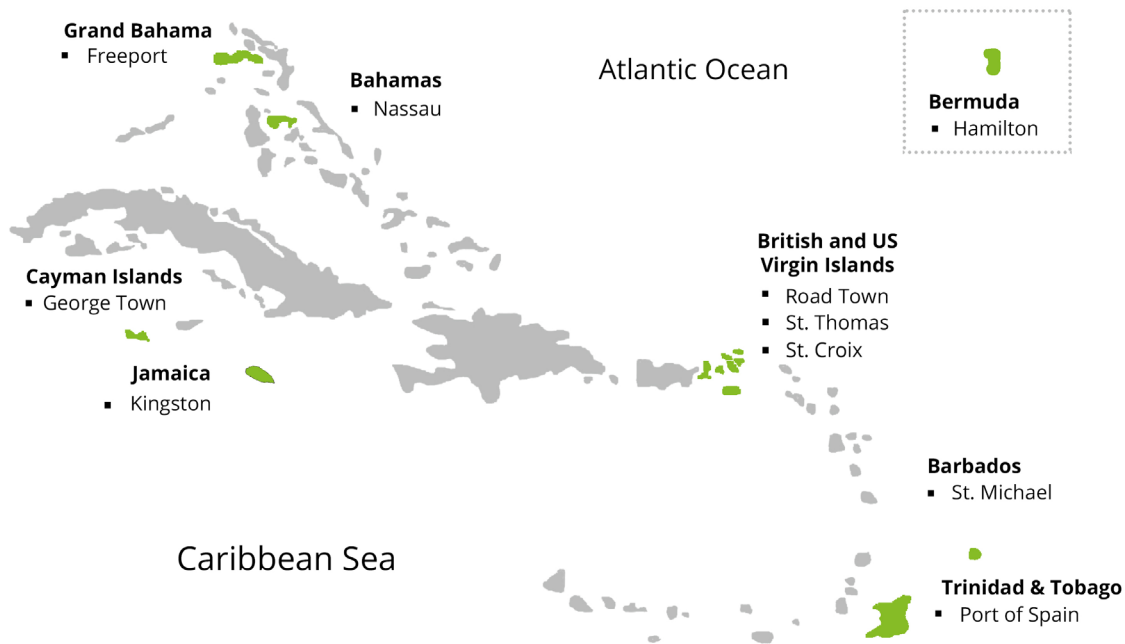 Grand Bahama
▪ Freeport
Bahamas
▪ Nassau
Atlantic Ocean
Bermuda
▪ Hamilton
British and US
Virgin Islands
▪ Road Town
▪ St. Thomas
▪ St. Croix
Cayman Islands
▪ George Town
Jamaica
▪ Kingston
Barbados
▪ St. Michael
Caribbean Sea
Trinidad & Tobago
▪ Port of Spain